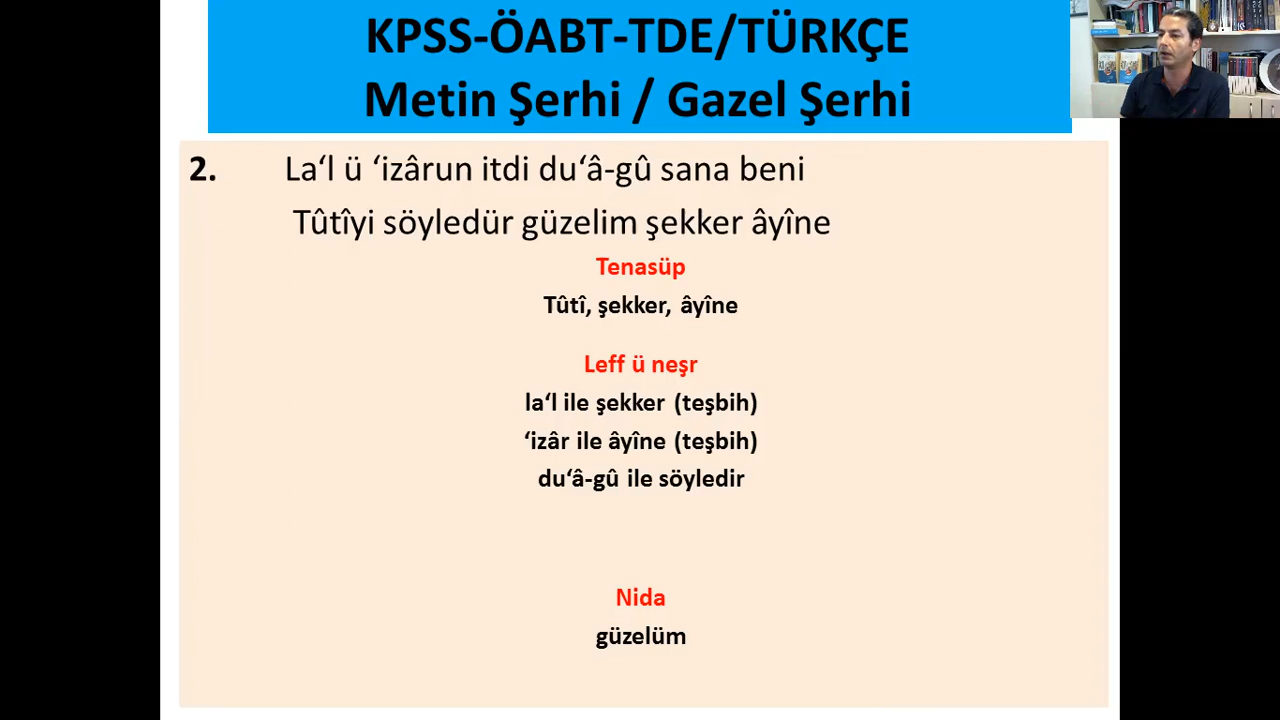 KPSS-ÖABT-TDE/TÜRKÇE
Metin Şerhi / Gazel Şerhi
2. La‘l ü ‘izârun itdi du‘â-gû sana beni
Tûtîyi söyledür güzelim şekker âyîne
Tenasüp
Tûtî, şekker, âyîne
Leff ü neşr
la‘l ile şekker (teşbih)
‘izâr ile âyîne (teşbih)
du‘â-gû ile söyledir
Nida
güzelüm